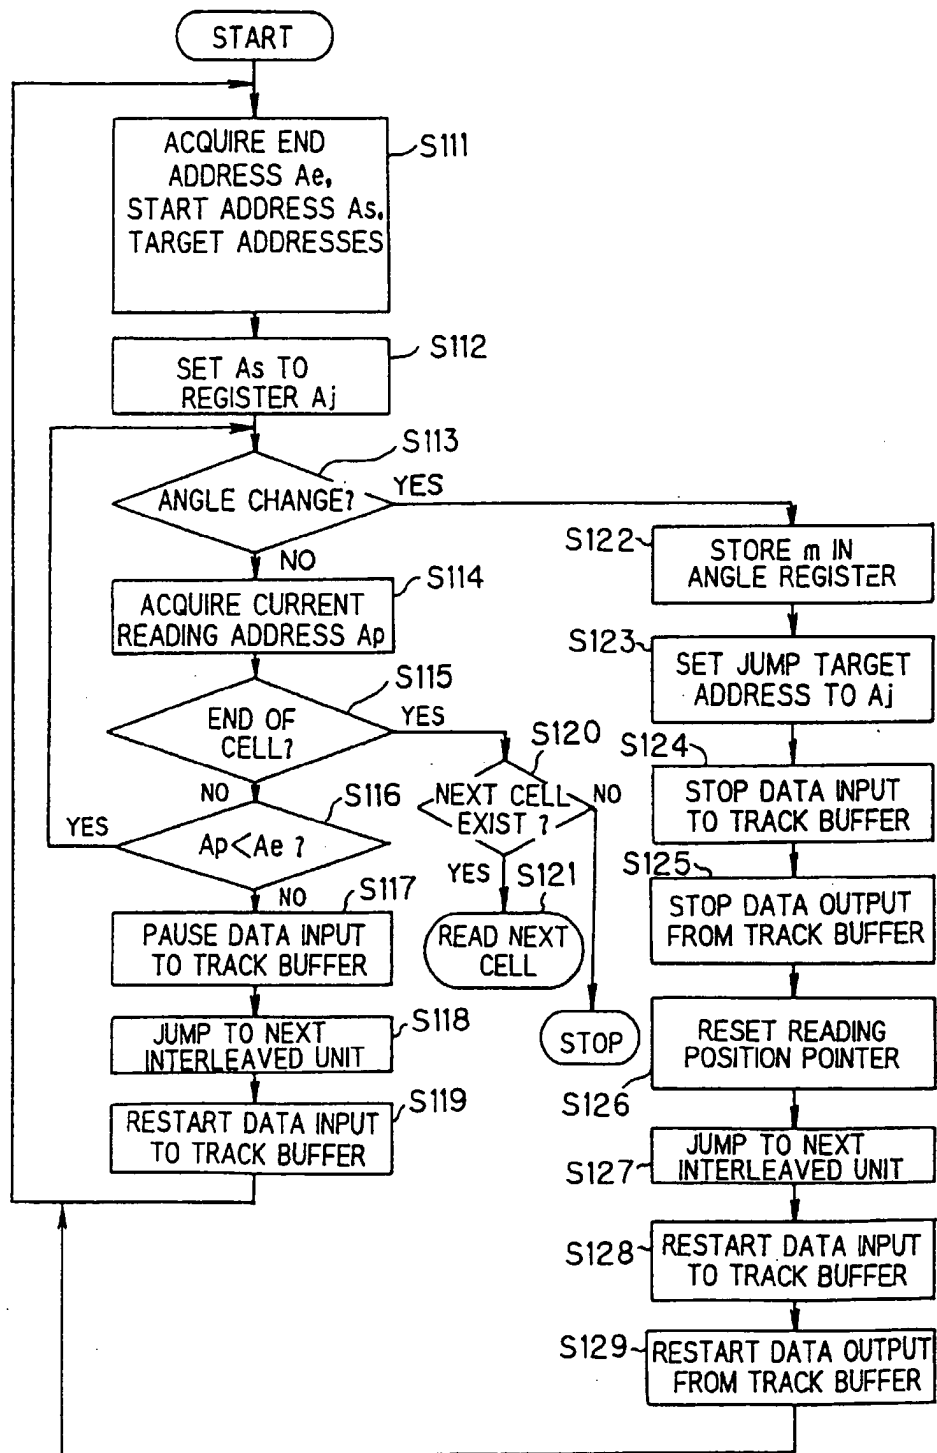 START
ACQUIRE END
ADDRESS Ae,
START ADDRESS As.
TARGET ADDRESSES
S111
SET As TO
REGISTER Aj
S112
S113
ANGLE CHANGE?
YES
NO
S114
ACQUIRE CURRENT
READING ADDRESS Ap
S115
END OF
CELL?
YES
NO
S116
Ap<Ae ?
YES
NO
S117
PAUSE DATA INPUT
TO TRACK BUFFER
S118
JUMP TO NEXT
INTERLEAVED UNIT
S119
RESTART DATA INPUT
TO TRACK BUFFER
S120
NEXT CELL
EXIST ?
NO
YES
S121
READ NEXT
CELL
STOP
S122
STORE m IN
ANGLE REGISTER
S123
SET JUMP TARGET
ADDRESS TO Aj
S124
STOP DATA INPUT
TO TRACK BUFFER
S125
STOP DATA OUTPUT
FROM TRACK BUFFER
RESET READING
POSITION POINTER
S126
JUMP TO NEXT
INTERLEAVED UNIT
S127
S128
RESTART DATA INPUT
TO TRACK BUFFER
S129
RESTART DATA OUTPUT
FROM TRACK BUFFER